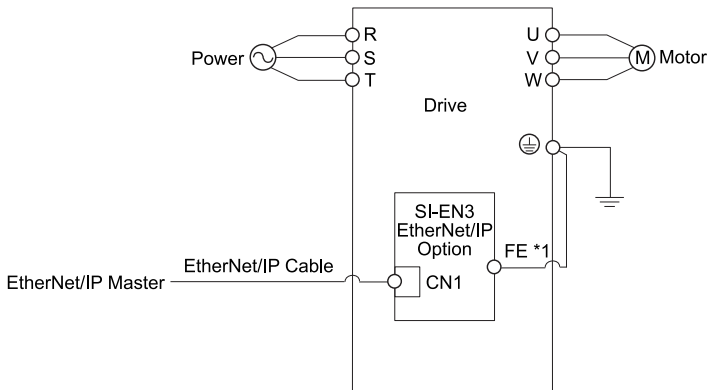 R
U
Power
S
V
M
Motor
T
W
Drive
SI-EN3
EtherNet/IP
Option
FE *1
EtherNet/IP Cable
CN1
EtherNet/IP Master